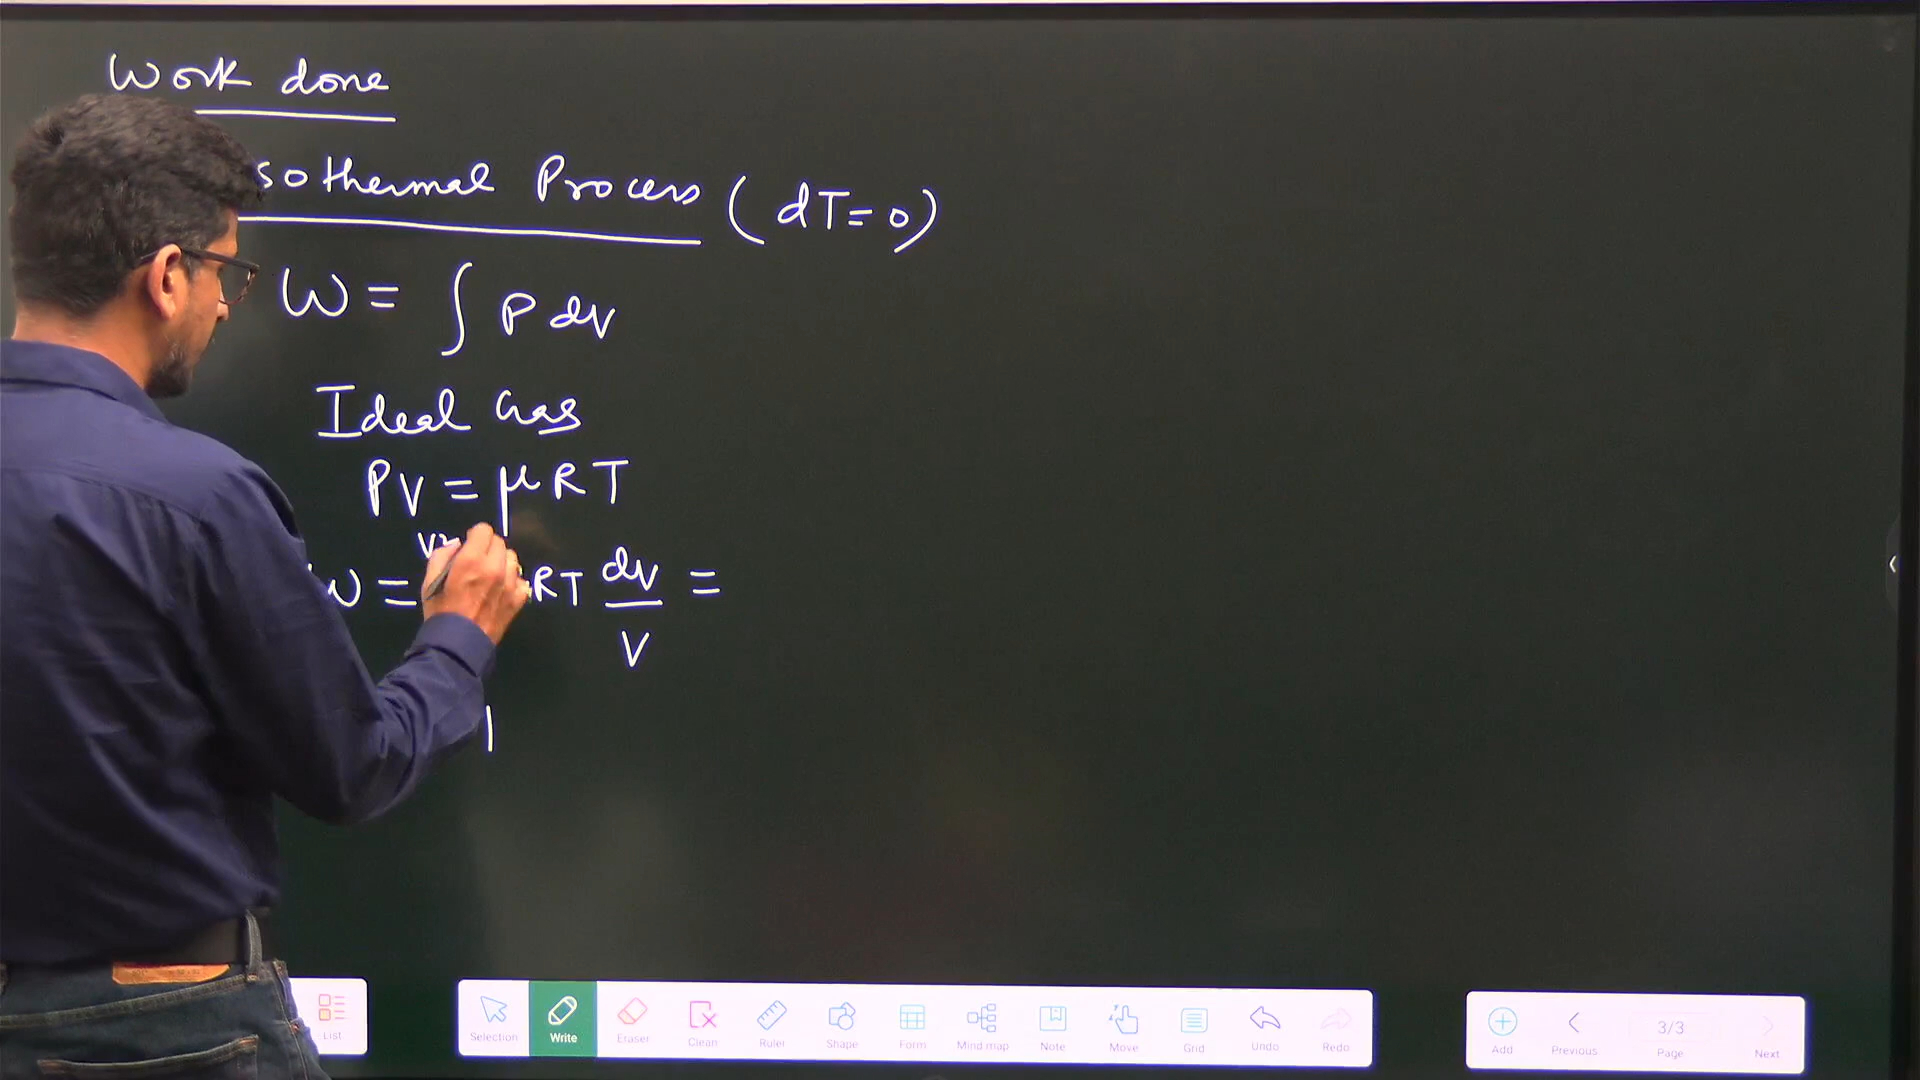 Work done
sothermal Process (dT=0)
W = ∫ P dV
Ideal Gas
PV = μRT
V2
W = RT dV/V =
List
Selection Write Eraser Clean Ruler Shape Form Mind map Note Move Grid Undo Redo
Add Previous 3/3 Page Next